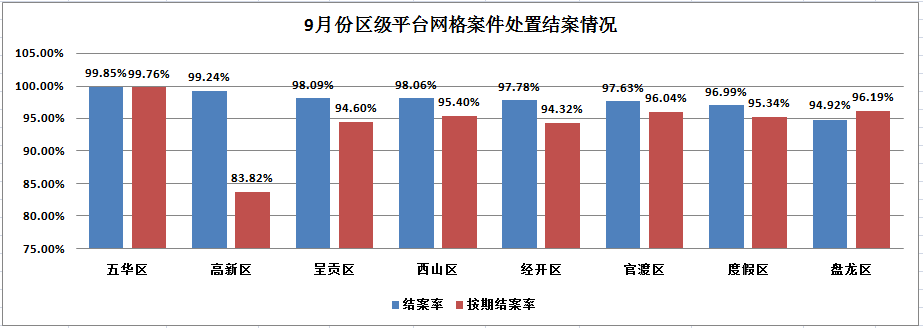 9月份区级平台网格案件处置结案情况
105.00%
100.00%
95.00%
90.00%
85.00%
80.00%
75.00%
99.85% 99.76% 99.24% 83.82% 98.09% 94.60% 98.06% 95.40% 97.78% 94.32% 97.63% 96.04% 96.99% 95.34% 94.92% 96.19%
五华区 高新区 呈贡区 西山区 经开区 官渡区 度假区 盘龙区
结案率 按期结案率